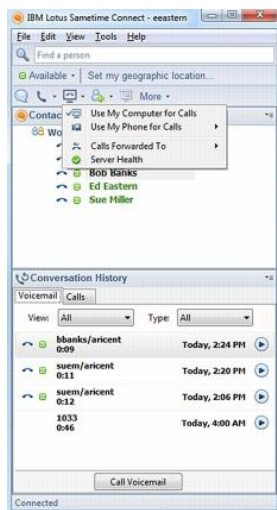 IBM Lotus Sametime Connect - eeastern
File Edit View Tools Help
Find a person
Available Set my geographic location...
More
Contac
Use My Computer for Calls
Wo
Use My Phone for Calls
Calls Forwarded To
Server Health
Bob Banks
Ed Eastern
Sue Miller
Conversation History
Voicemail Calls
View: All Type: All
bbanks/aricent
0:09
Today, 2:24 PM
suem/aricent
0:11
Today, 2:20 PM
suem/aricent
0:12
Today, 2:06 PM
1033
0:46
Today, 4:00 AM
Call Voicemail
Connected